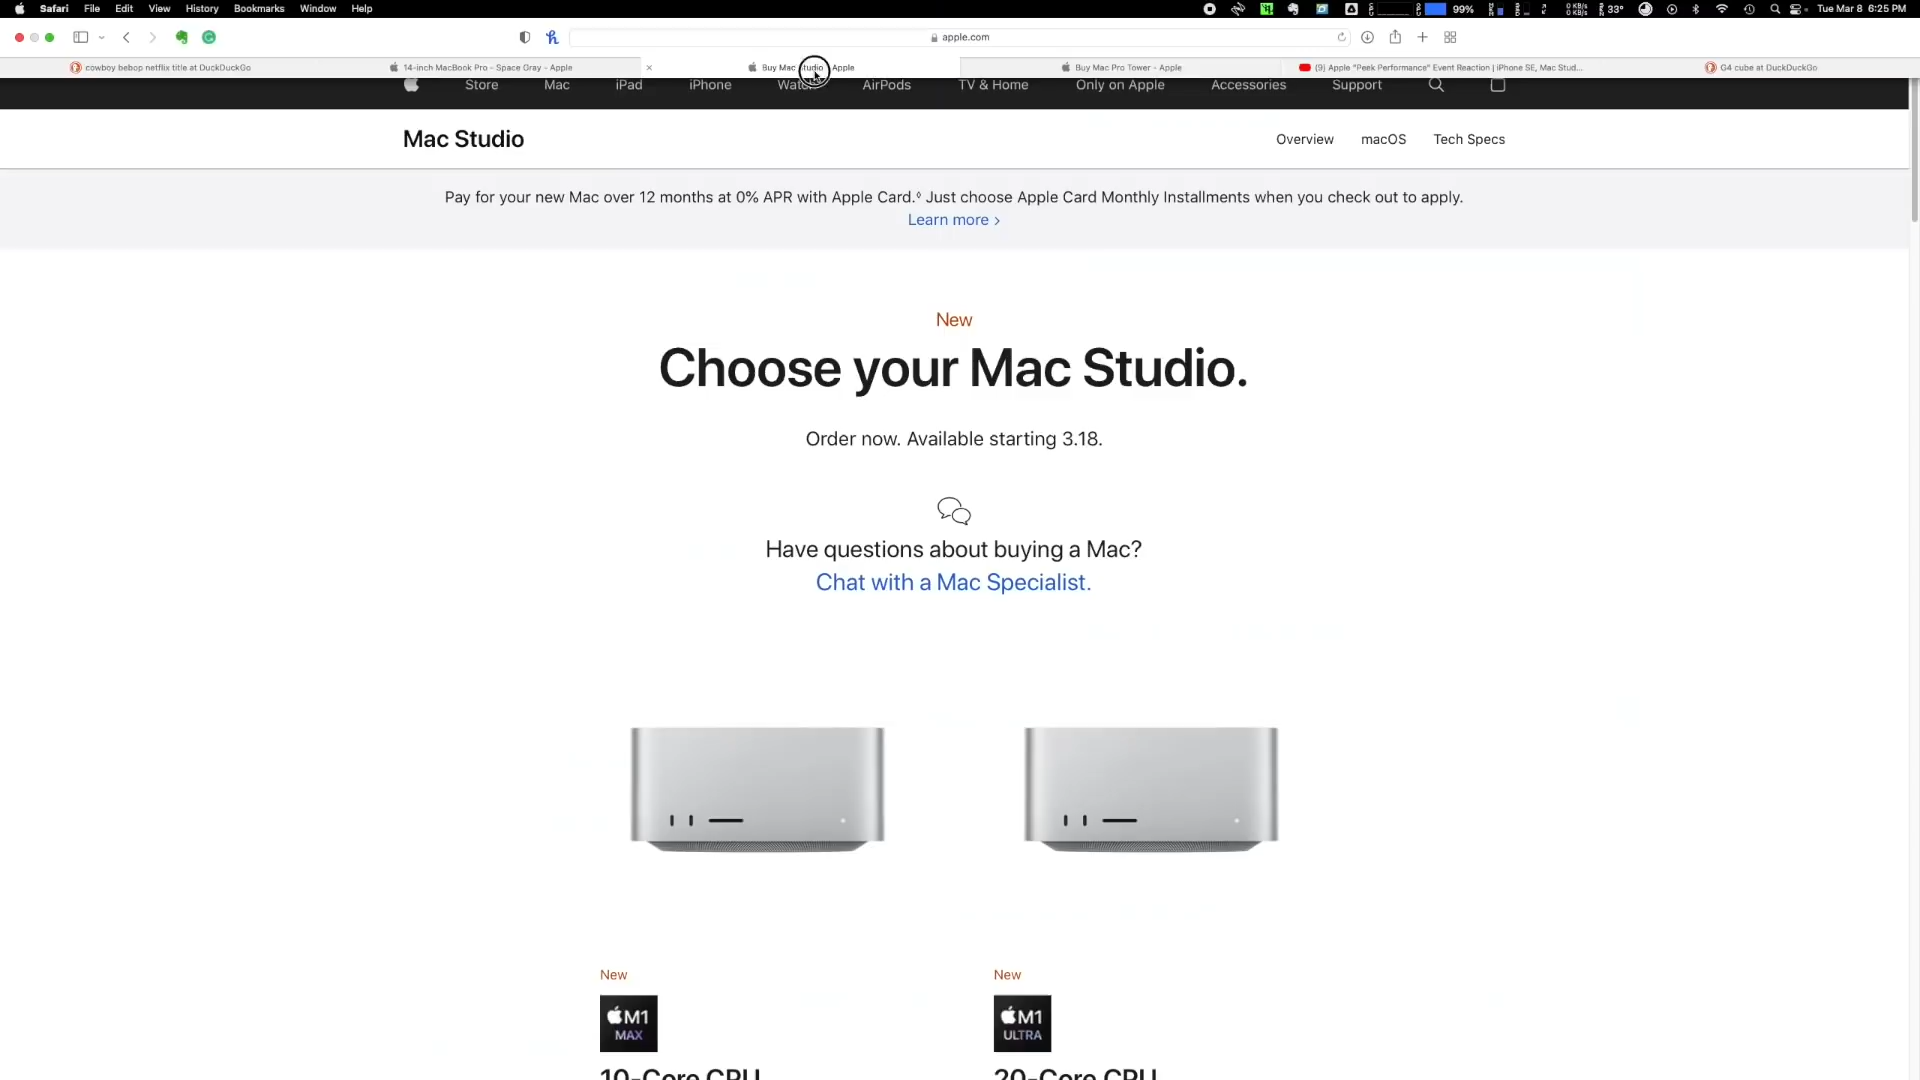 Safari File Edit View History Bookmarks Window Help
99% 0 KB/s 0 KB/s 33° Tue Mar 8 6:25 PM
apple.com
cowboy bebop netflix title at DuckDuckGo
14-inch MacBook Pro - Space Gray - Apple
Buy Mac Studio - Apple
Buy Mac Pro Tower - Apple
(9) Apple "Peek Performance" Event Reaction | iPhone SE, Mac Stud...
G4 cube at DuckDuckGo
Store Mac iPad iPhone Watch AirPods TV & Home Only on Apple Accessories Support
Mac Studio
Overview macOS Tech Specs
Pay for your new Mac over 12 months at 0% APR with Apple Card.◊ Just choose Apple Card Monthly Installments when you check out to apply.
Learn more >
New
Choose your Mac Studio.
Order now. Available starting 3.18.
Have questions about buying a Mac?
Chat with a Mac Specialist.
New
M1
MAX
10-Core CPU
New
M1
ULTRA
20-Core CPU